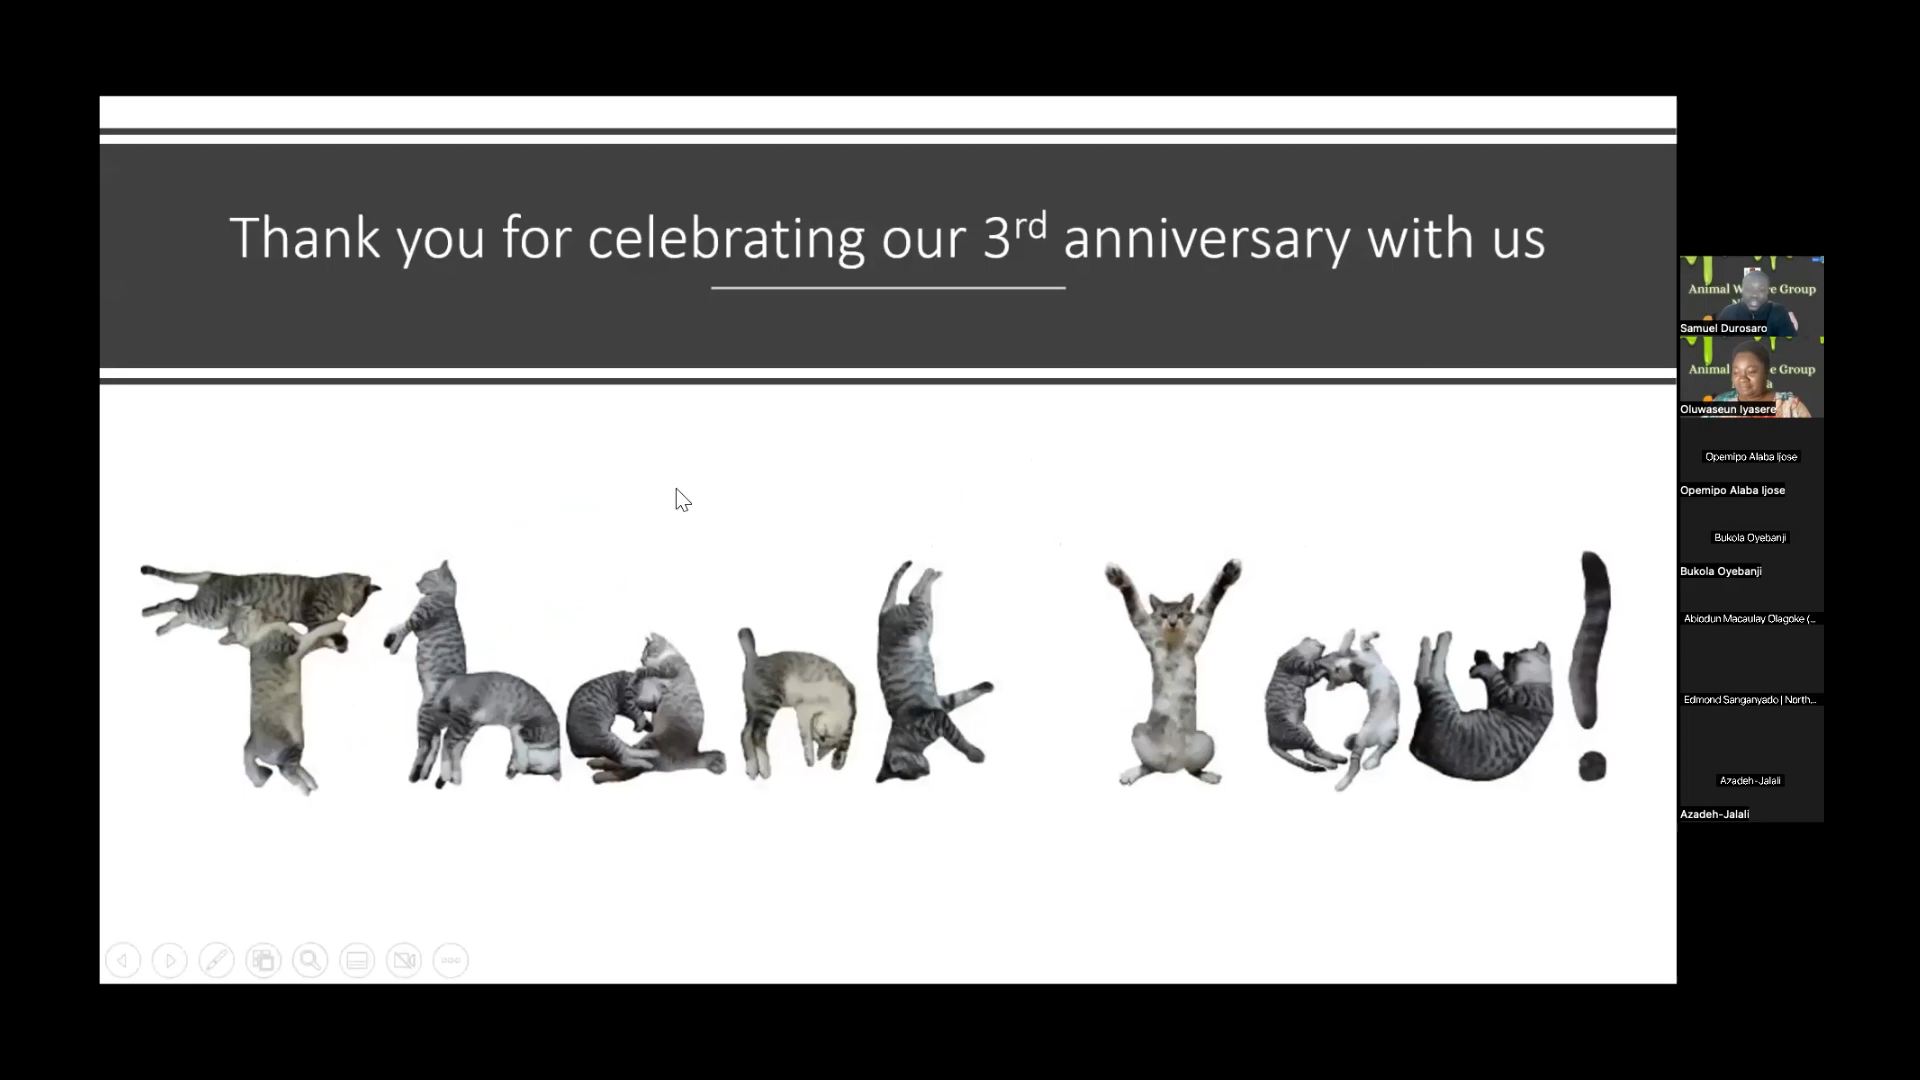 Thank you for celebrating our 3rd anniversary with us
Thank You!
Animal W re Group
Samuel Durosaro
Animal e Group
a
Oluwaseun Iyasere
Opemipo Alaba Ijose
Opemipo Alaba Ijose
Bukola Oyebanji
Bukola Oyebanji
Abiodun Macaulay Olagoke (...
Edmond Sanganyado | North...
Azadeh-Jalali
Azadeh-Jalali